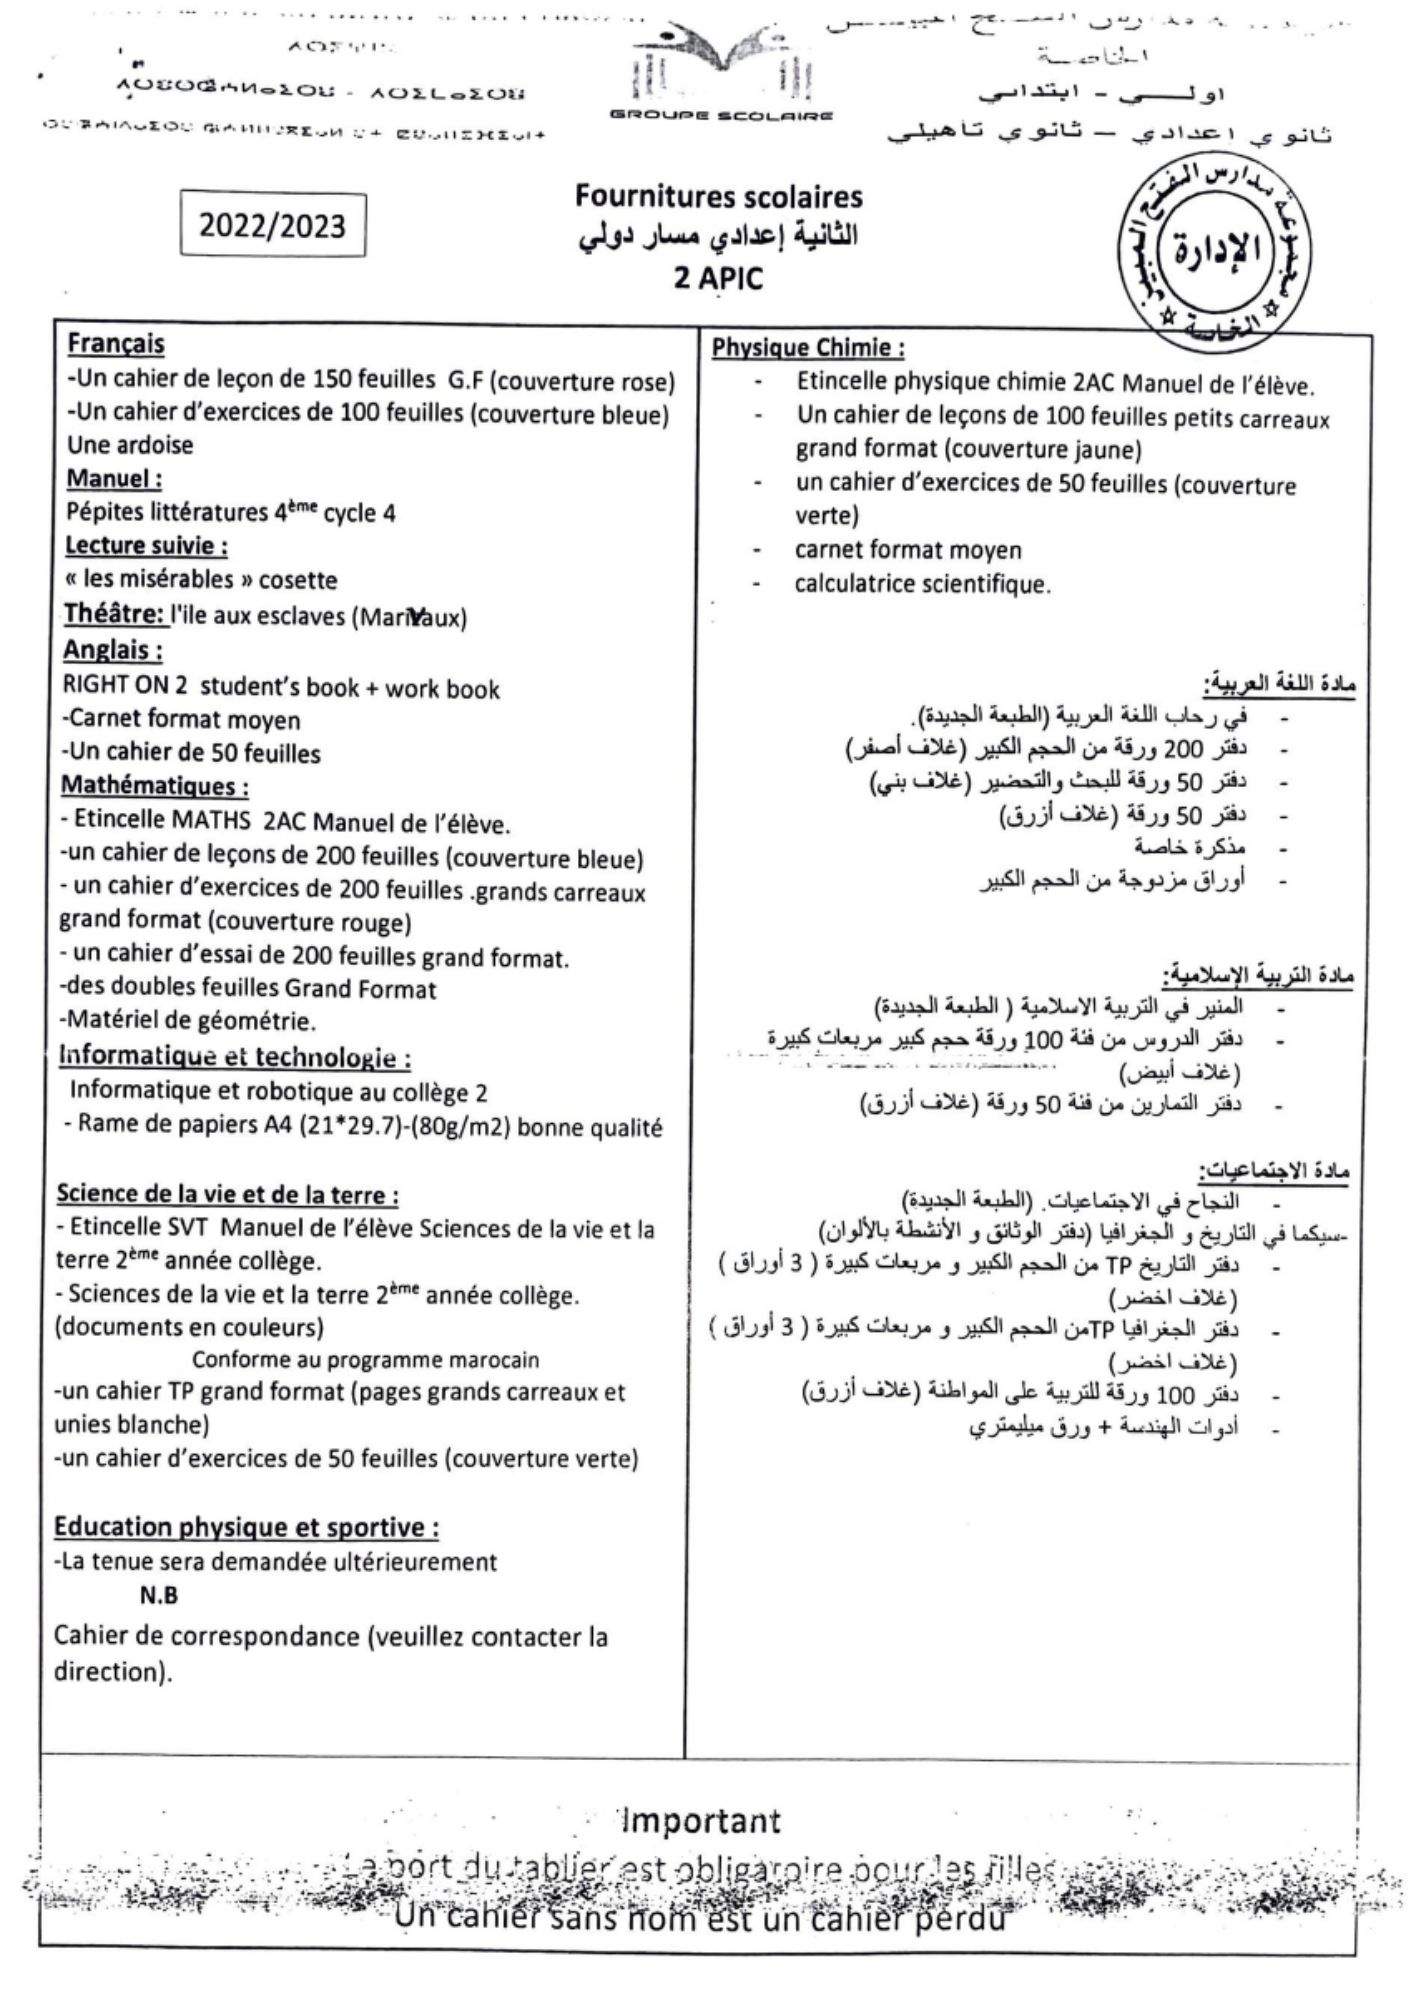 الخاصة
اولي - ابتدائي
ثانوي اعدادي - ثانوي تأهيلي
GROUPE SCOLAIRE
مجموعة مدارس الفتح المبين
الخاصة
الإدارة
2022/2023
Fournitures scolaires
الثانية إعدادي مسار دولي
2 APIC
Français
-Un cahier de leçon de 150 feuilles G.F (couverture rose)
-Un cahier d'exercices de 100 feuilles (couverture bleue)
Une ardoise
Manuel :
Pépites littératures 4ème cycle 4
Lecture suivie :
« les misérables » cosette
Théâtre: l'ile aux esclaves (Marivaux)
Anglais :
RIGHT ON 2 student's book + work book
-Carnet format moyen
-Un cahier de 50 feuilles
Mathématiques :
- Etincelle MATHS 2AC Manuel de l'élève.
-un cahier de leçons de 200 feuilles (couverture bleue)
- un cahier d'exercices de 200 feuilles .grands carreaux
grand format (couverture rouge)
- un cahier d'essai de 200 feuilles grand format.
-des doubles feuilles Grand Format
-Matériel de géométrie.
Informatique et technologie :
Informatique et robotique au collège 2
- Rame de papiers A4 (21*29.7)-(80g/m2) bonne qualité
Science de la vie et de la terre :
- Etincelle SVT Manuel de l'élève Sciences de la vie et la
terre 2ème année collège.
- Sciences de la vie et la terre 2ème année collège.
(documents en couleurs)
Conforme au programme marocain
-un cahier TP grand format (pages grands carreaux et
unies blanche)
-un cahier d'exercices de 50 feuilles (couverture verte)
Education physique et sportive :
-La tenue sera demandée ultérieurement
N.B
Cahier de correspondance (veuillez contacter la
direction).
Physique Chimie :
- Etincelle physique chimie 2AC Manuel de l'élève.
- Un cahier de leçons de 100 feuilles petits carreaux
grand format (couverture jaune)
- un cahier d'exercices de 50 feuilles (couverture
verte)
- carnet format moyen
- calculatrice scientifique.
مادة اللغة العربية:
- في رحاب اللغة العربية (الطبعة الجديدة).
- دفتر 200 ورقة من الحجم الكبير (غلاف أصفر)
- دفتر 50 ورقة للبحث والتحضير (غلاف بني)
- دفتر 50 ورقة (غلاف أزرق)
- مذكرة خاصة
- أوراق مزدوجة من الحجم الكبير
مادة التربية الإسلامية:
- المنير في التربية الاسلامية ( الطبعة الجديدة)
- دفتر الدروس من فئة 100 ورقة حجم كبير مربعات كبيرة
(غلاف أبيض)
- دفتر التمارين من فئة 50 ورقة (غلاف أزرق)
مادة الاجتماعيات:
- النجاح في الاجتماعيات. (الطبعة الجديدة)
-سيكما في التاريخ و الجغرافيا (دفتر الوثائق و الأنشطة بالألوان)
- دفتر التاريخ TP من الحجم الكبير و مربعات كبيرة ( 3 أوراق )
(غلاف اخضر)
- دفتر الجغرافيا TPمن الحجم الكبير و مربعات كبيرة ( 3 أوراق )
(غلاف اخضر)
- دفتر 100 ورقة للتربية على المواطنة (غلاف أزرق)
- أدوات الهندسة + ورق ميليمتري
Important
Le port du tablier est obligaroire pour les filles
Un cahier sans nom est un cahier perdu